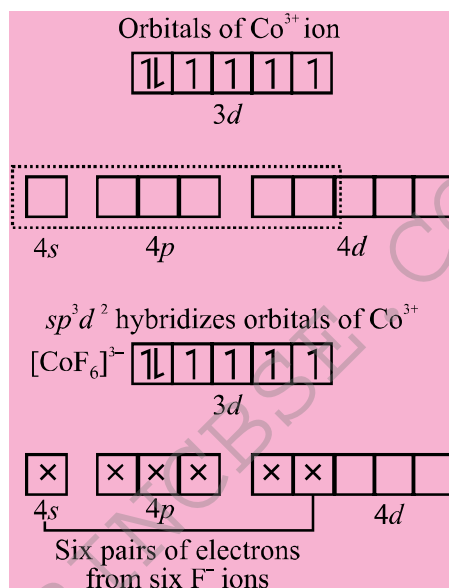 Orbitals of Co³⁺ ion
↿⇂ ↿ ↿ ↿ ↿
3d
4s 4p 4d
sp³d² hybridizes orbitals of Co³⁺
[CoF₆]³⁻ ↿⇂ ↿ ↿ ↿ ↿
3d
× × × × × ×
4s 4p 4d
Six pairs of electrons
from six F⁻ ions